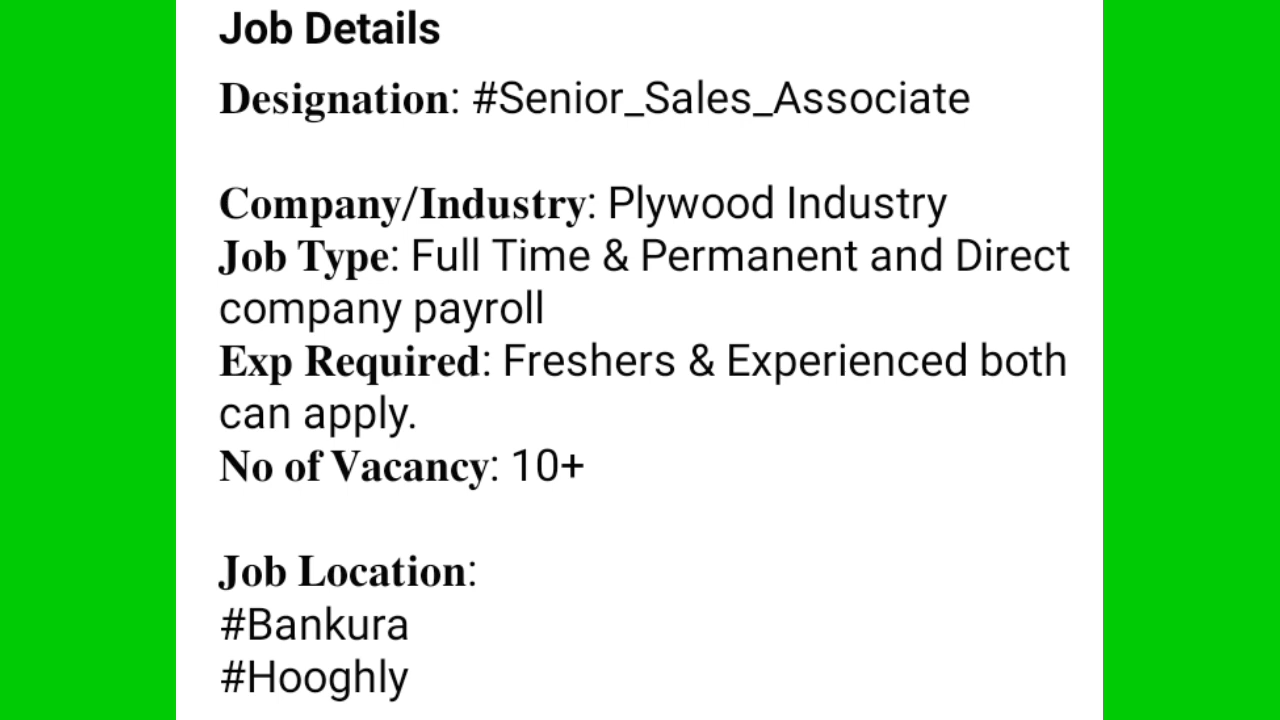 Job Details
Designation: #Senior_Sales_Associate
Company/Industry: Plywood Industry
Job Type: Full Time & Permanent and Direct
company payroll
Exp Required: Freshers & Experienced both
can apply.
No of Vacancy: 10+
Job Location:
#Bankura
#Hooghly